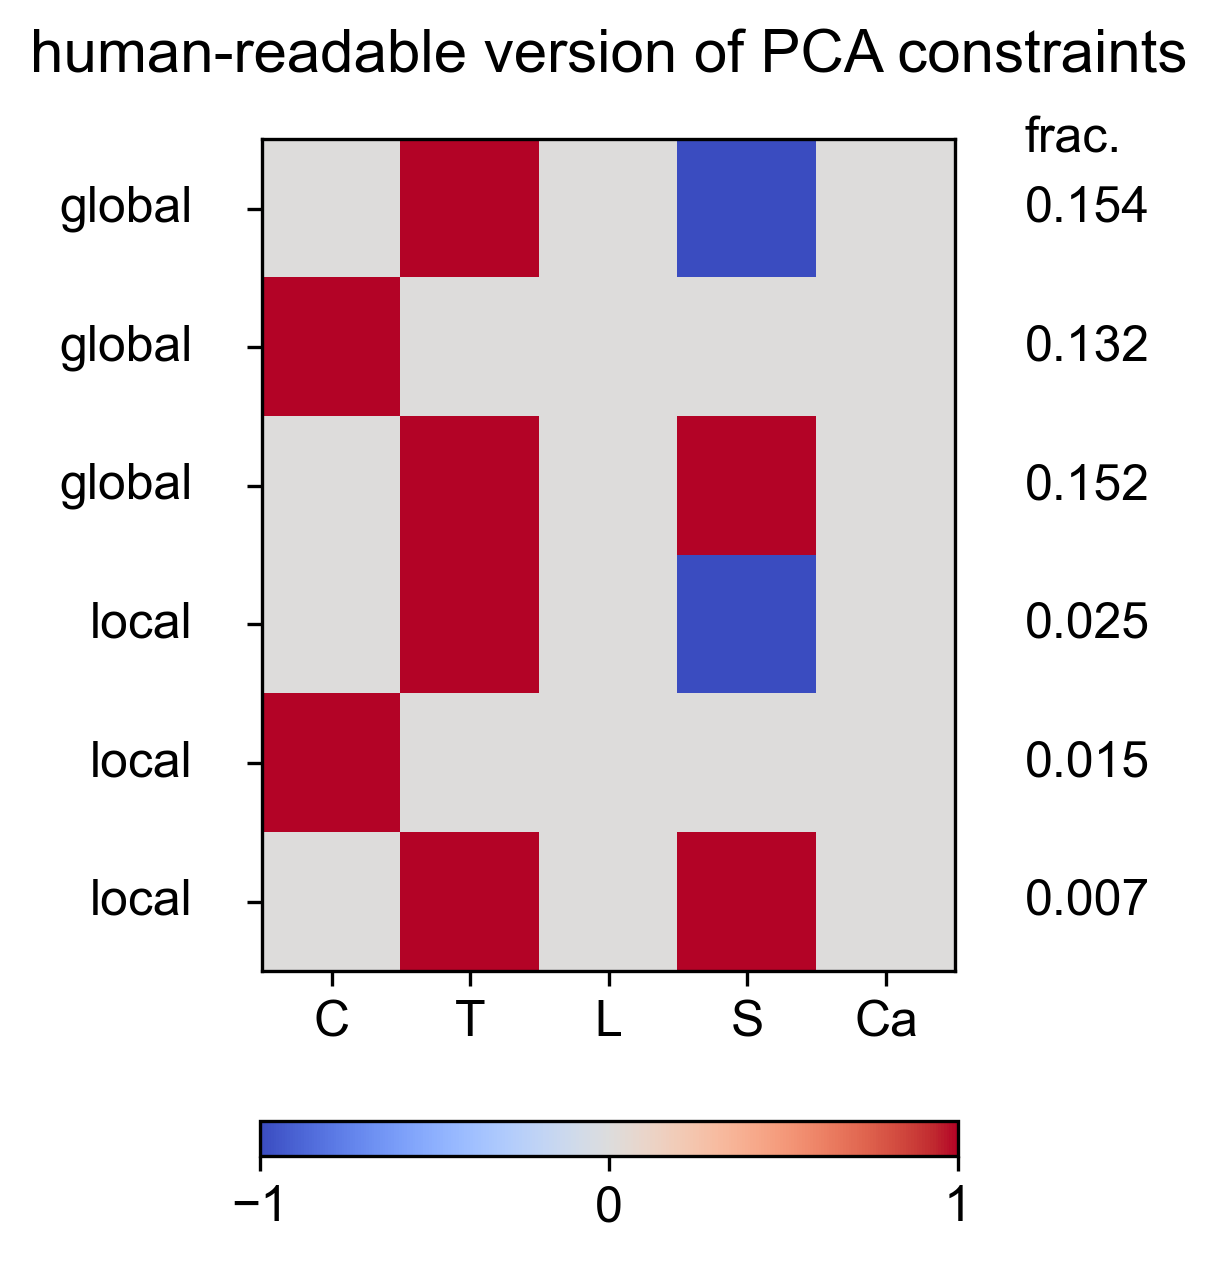 human-readable version of PCA constraints
frac.
global 0.154
global 0.132
global 0.152
local 0.025
local 0.015
local 0.007
C T L S Ca
−1 0 1